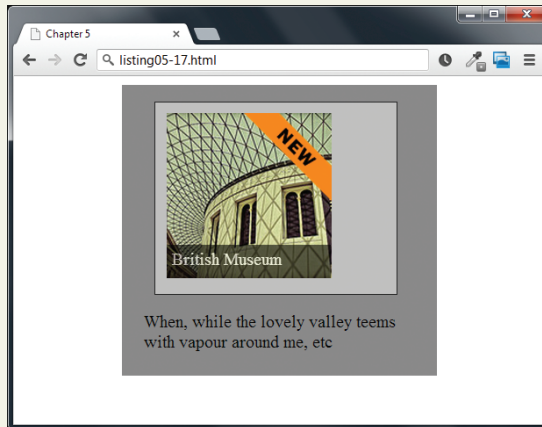 Chapter 5
listing05-17.html
NEW
British Museum
When, while the lovely valley teems
with vapour around me, etc